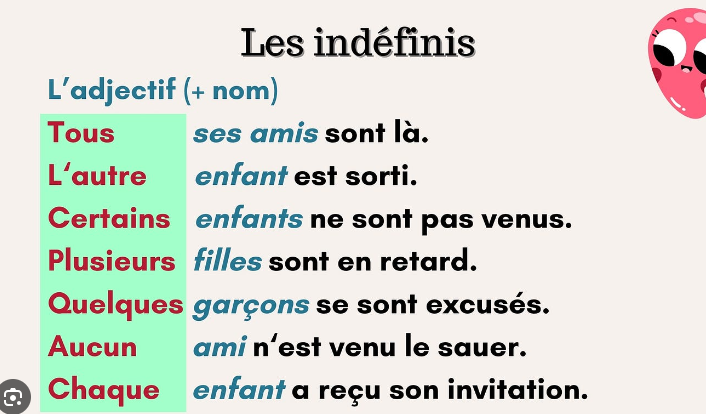 Les indéfinis
L’adjectif (+ nom)
Tous ses amis sont là.
L‘autre enfant est sorti.
Certains enfants ne sont pas venus.
Plusieurs filles sont en retard.
Quelques garçons se sont excusés.
Aucun ami n‘est venu le sauer.
Chaque enfant a reçu son invitation.